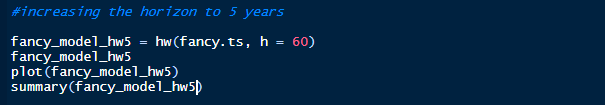 #increasing the horizon to 5 years
fancy_model_hw5 = hw(fancy.ts, h = 60)
fancy_model_hw5
plot(fancy_model_hw5)
summary(fancy_model_hw5)